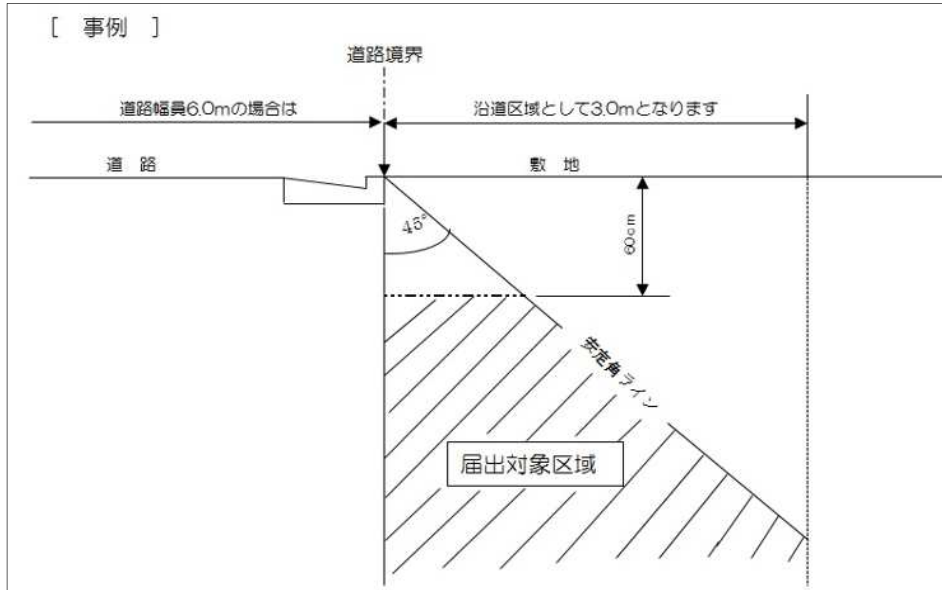 [ 事例 ]
道路境界
道路幅員6.0mの場合は
沿道区域として3.0mとなります
道 路
敷 地
45°
60cm
安定角ライン
届出対象区域